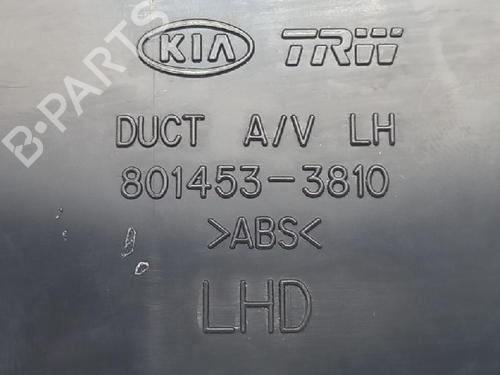 B-PARTS
KIA TRW
DUCT A/V LH
801453-3810
>ABS<
LHD